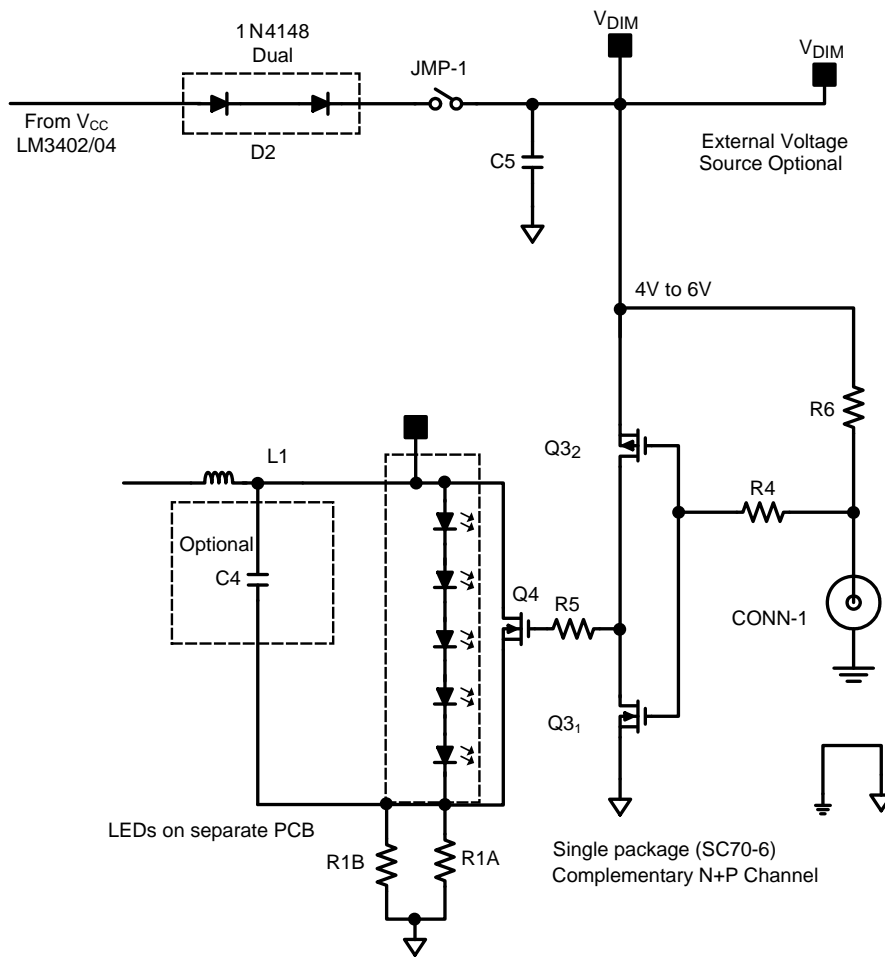 1N4148
Dual
V_DIM
V_DIM
JMP-1
From V_CC
LM3402/04
D2
C5
External Voltage
Source Optional
4V to 6V
R6
L1
Q3₂
R4
Optional
C4
Q4
R5
CONN-1
Q3₁
LEDs on separate PCB
R1B
R1A
Single package (SC70-6)
Complementary N+P Channel